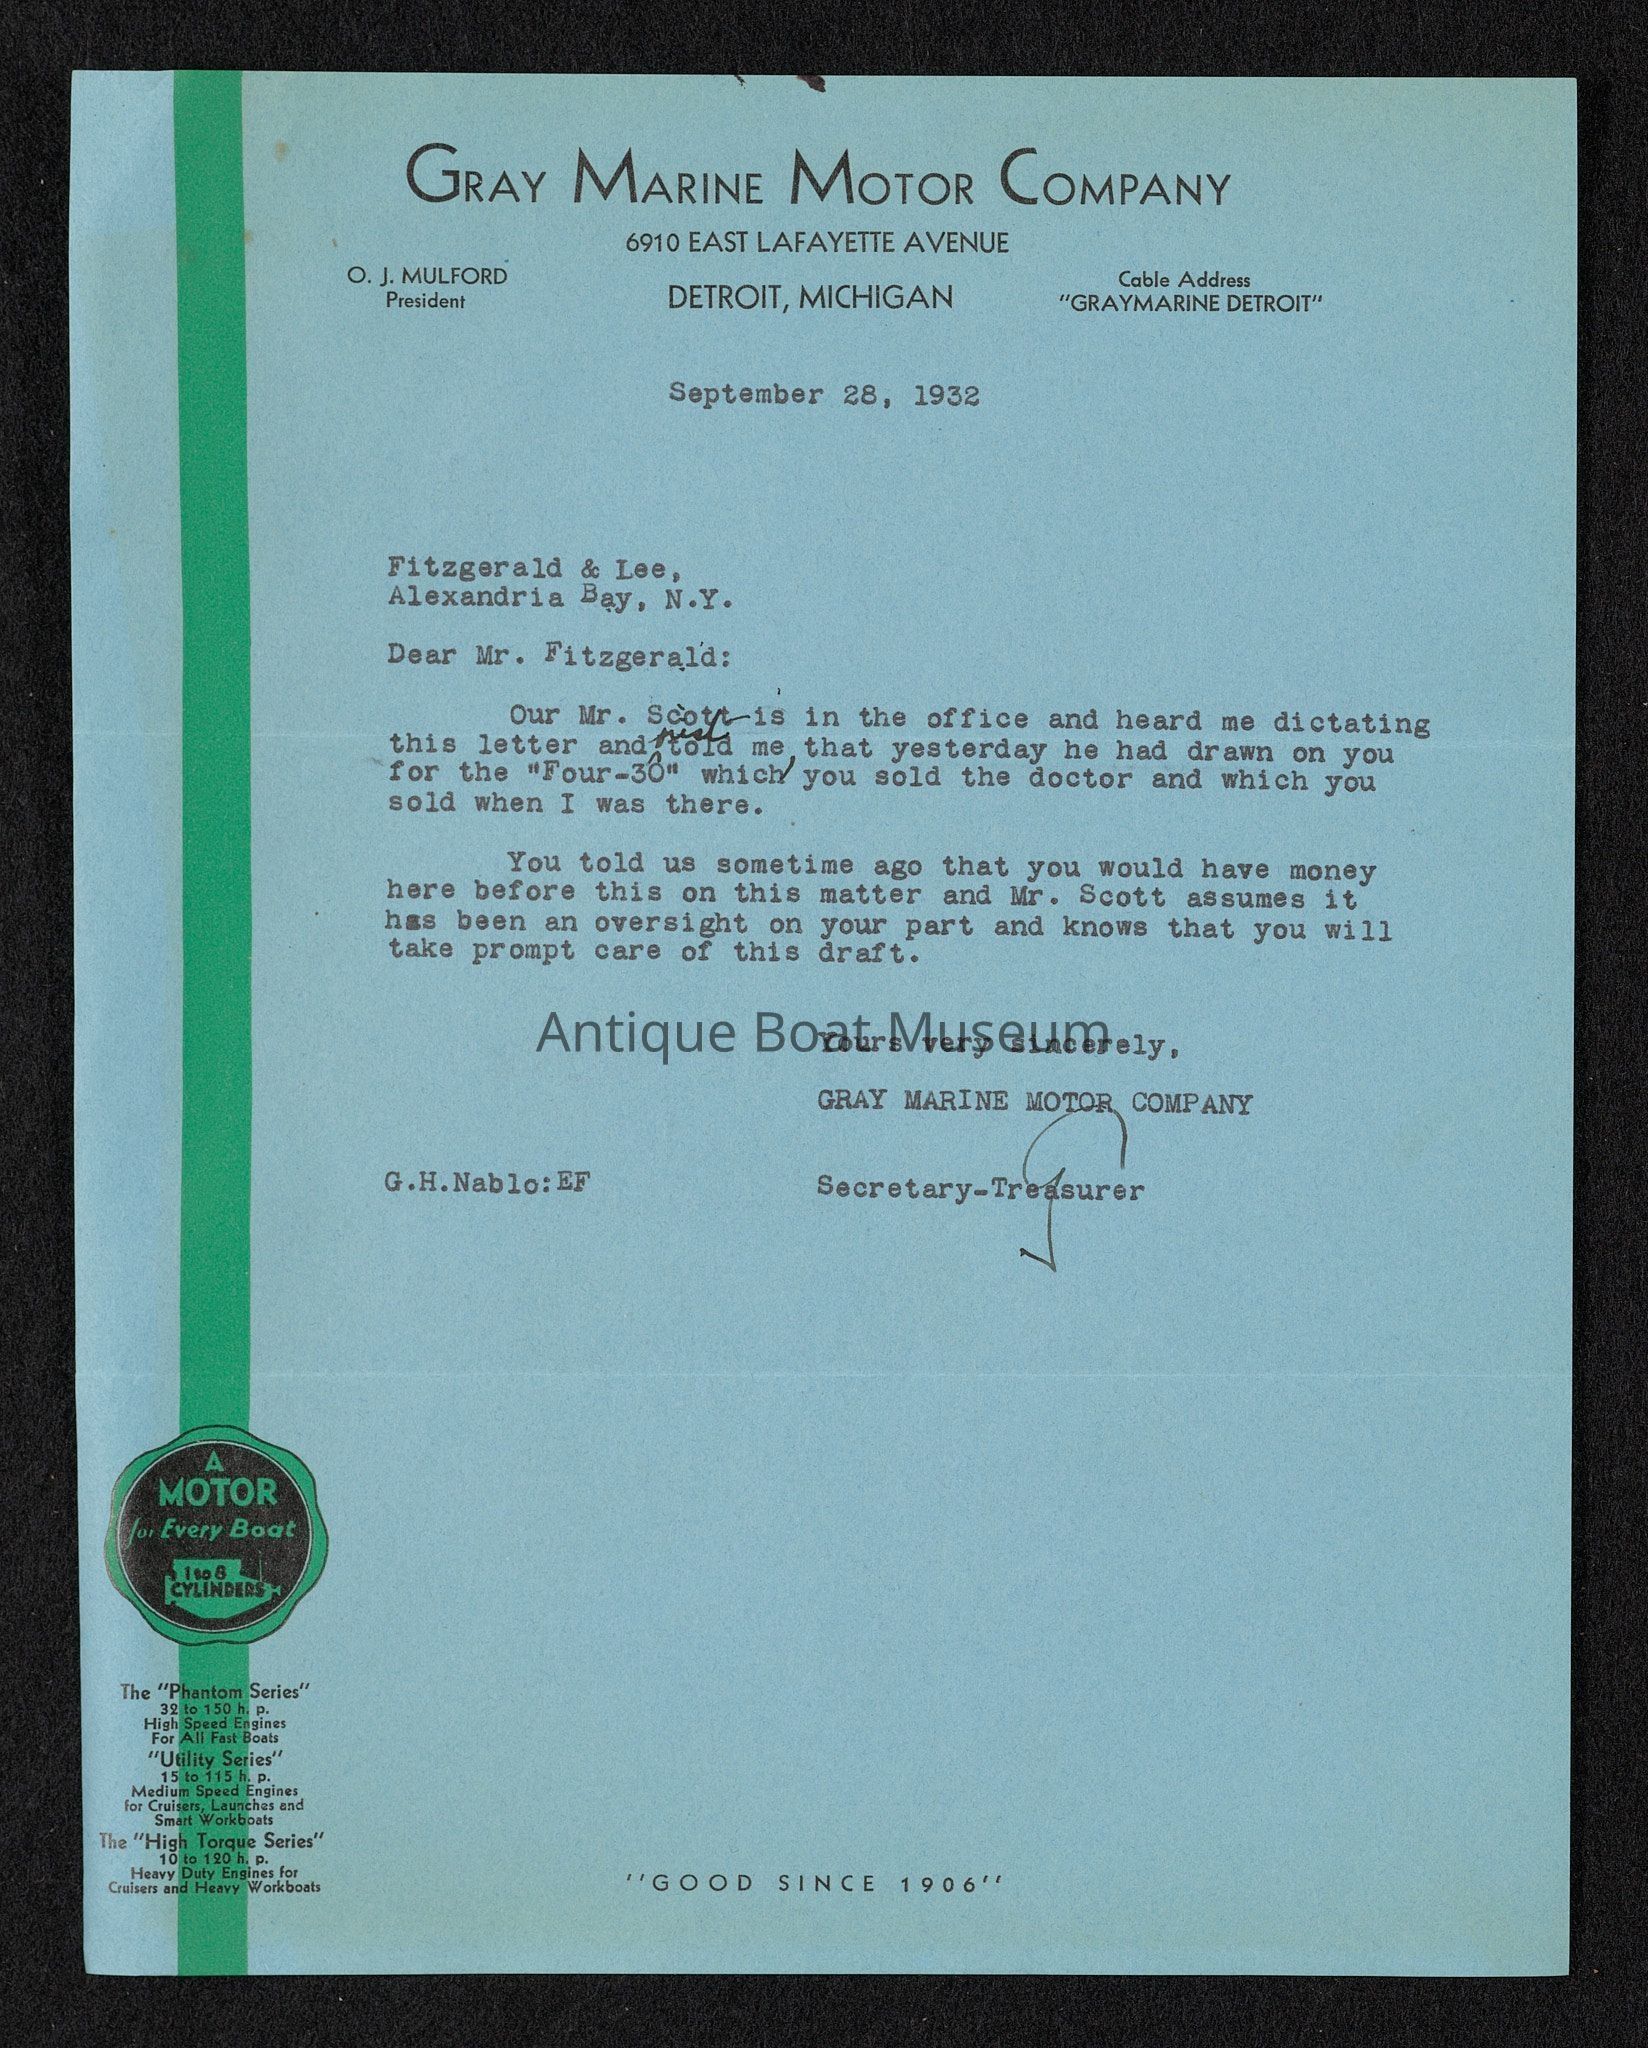 GRAY MARINE MOTOR COMPANY
6910 EAST LAFAYETTE AVENUE
O. J. MULFORD
President
DETROIT, MICHIGAN
Cable Address
"GRAYMARINE DETROIT"
September 28, 1932
Fitzgerald & Lee,
Alexandria Bay, N.Y.
Dear Mr. Fitzgerald:
Our Mr. Scott is in the office and heard me dictating
this letter and just told me, that yesterday he had drawn on you
for the "Four-30" which you sold the doctor and which you
sold when I was there.
You told us sometime ago that you would have money
here before this on this matter and Mr. Scott assumes it
has been an oversight on your part and knows that you will
take prompt care of this draft.
Antique Boat Museum
Yours very sincerely,
GRAY MARINE MOTOR COMPANY
G.H.Nablo:EF
Secretary-Treasurer
A
MOTOR
for Every Boat
1 to 8
CYLINDERS
The "Phantom Series"
32 to 150 h. p.
High Speed Engines
For All Fast Boats
"Utility Series"
15 to 115 h. p.
Medium Speed Engines
for Cruisers, Launches and
Smart Workboats
The "High Torque Series"
10 to 120 h. p.
Heavy Duty Engines for
Cruisers and Heavy Workboats
"GOOD SINCE 1906"